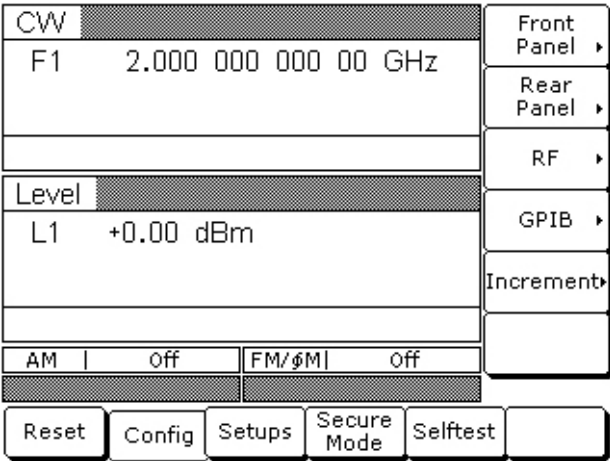 CW
F1 2.000 000 000 00 GHz
Level
L1 +0.00 dBm
AM | Off FM/φM| Off
Front
Panel
Rear
Panel
RF
GPIB
Increment
Reset Config Setups Secure Mode Selftest